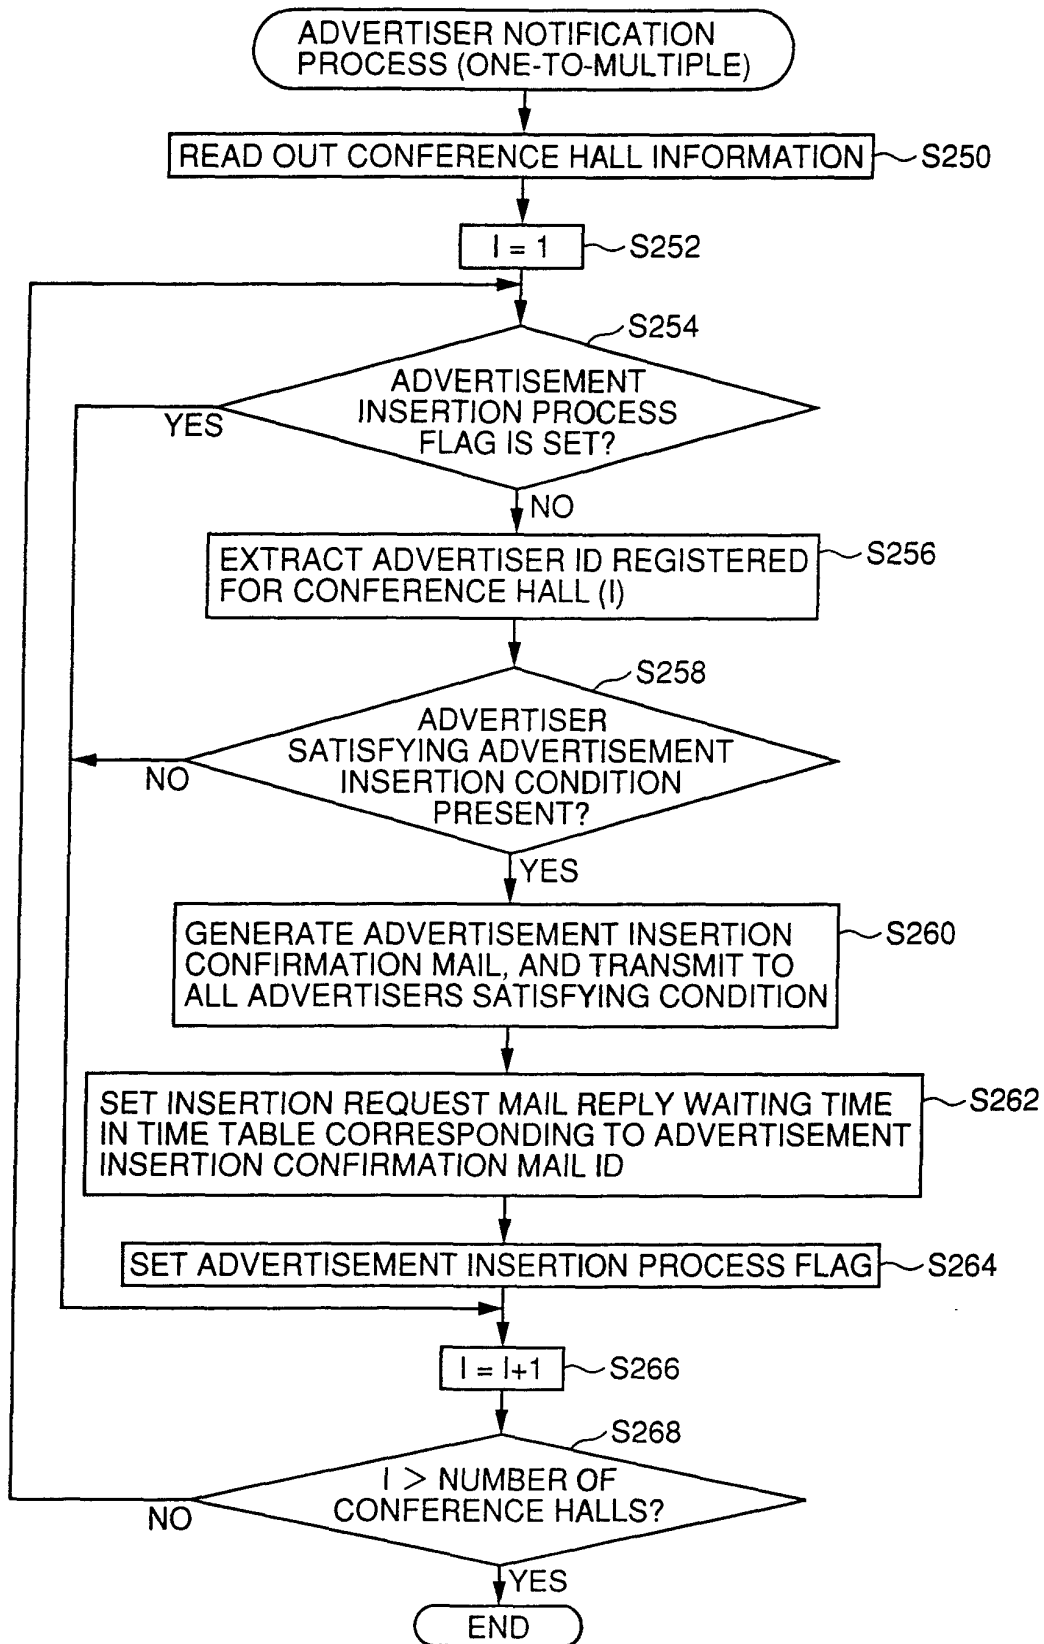 ADVERTISER NOTIFICATION
PROCESS (ONE-TO-MULTIPLE)
READ OUT CONFERENCE HALL INFORMATION
S250
I = 1
S252
S254
ADVERTISEMENT
INSERTION PROCESS
FLAG IS SET?
YES
NO
EXTRACT ADVERTISER ID REGISTERED
FOR CONFERENCE HALL (I)
S256
S258
ADVERTISER
SATISFYING ADVERTISEMENT
INSERTION CONDITION
PRESENT?
NO
YES
GENERATE ADVERTISEMENT INSERTION
CONFIRMATION MAIL, AND TRANSMIT TO
ALL ADVERTISERS SATISFYING CONDITION
S260
SET INSERTION REQUEST MAIL REPLY WAITING TIME
IN TIME TABLE CORRESPONDING TO ADVERTISEMENT
INSERTION CONFIRMATION MAIL ID
S262
SET ADVERTISEMENT INSERTION PROCESS FLAG
S264
I = I+1
S266
S268
I > NUMBER OF
CONFERENCE HALLS?
NO
YES
END